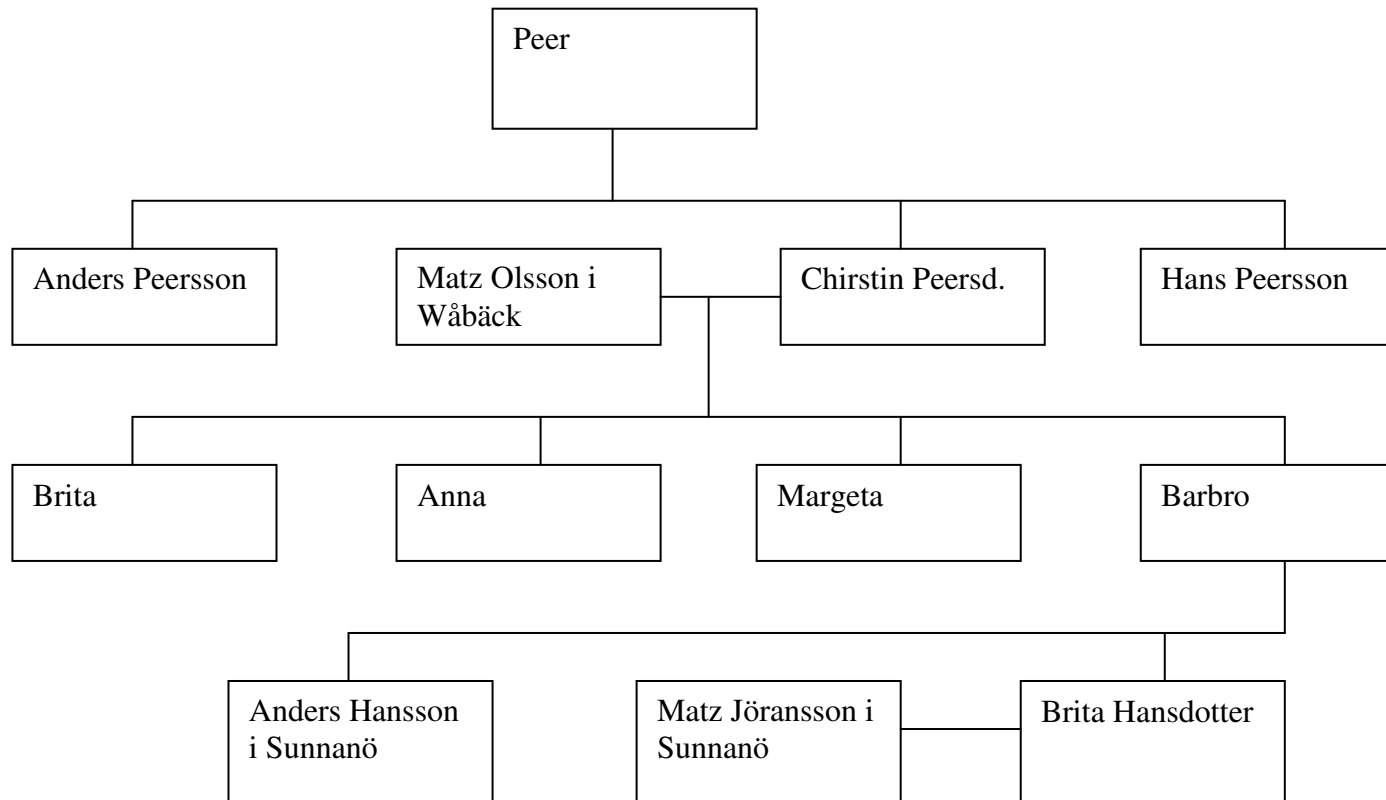 Peer
Anders Peersson
Matz Olsson i
Wåbäck
Chirstin Peersd.
Hans Peersson
Brita
Anna
Margeta
Barbro
Anders Hansson
i Sunnanö
Matz Jöransson i
Sunnanö
Brita Hansdotter